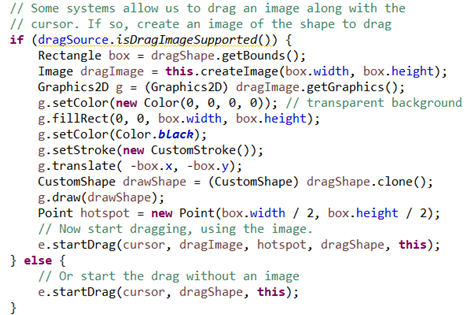 // Some systems allow us to drag an image along with the
// cursor. If so, create an image of the shape to drag
if (dragSource.isDragImageSupported()) {
    Rectangle box = dragShape.getBounds();
    Image dragImage = this.createImage(box.width, box.height);
    Graphics2D g = (Graphics2D) dragImage.getGraphics();
    g.setColor(new Color(0, 0, 0, 0)); // transparent background
    g.fillRect(0, 0, box.width, box.height);
    g.setColor(Color.black);
    g.setStroke(new CustomStroke());
    g.translate( -box.x, -box.y);
    CustomShape drawShape = (CustomShape) dragShape.clone();
    g.draw(drawShape);
    Point hotspot = new Point(box.width / 2, box.height / 2);
    // Now start dragging, using the image.
    e.startDrag(cursor, dragImage, hotspot, dragShape, this);
} else {
    // Or start the drag without an image
    e.startDrag(cursor, dragShape, this);
}